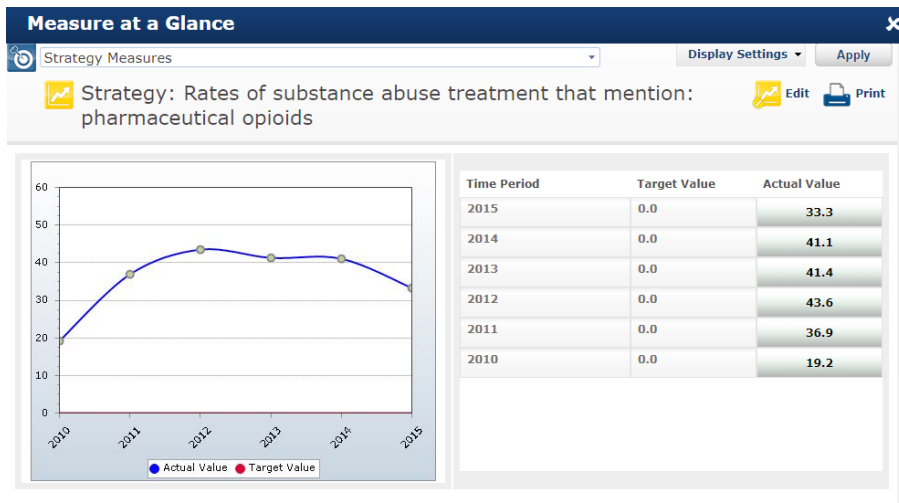 Measure at a Glance
Strategy Measures
Display Settings
Apply
Strategy: Rates of substance abuse treatment that mention:
pharmaceutical opioids
Edit
Print
60
50
40
30
20
10
0
2010 2011 2012 2013 2014 2015
Actual Value Target Value
Time Period Target Value Actual Value
2015 0.0 33.3
2014 0.0 41.1
2013 0.0 41.4
2012 0.0 43.6
2011 0.0 36.9
2010 0.0 19.2